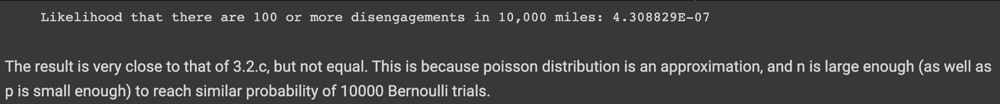 Likelihood that there are 100 or more disengagements in 10,000 miles: 4.308829E-07
The result is very close to that of 3.2.c, but not equal. This is because poisson distribution is an approximation, and n is large enough (as well as
p is small enough) to reach similar probability of 10000 Bernoulli trials.